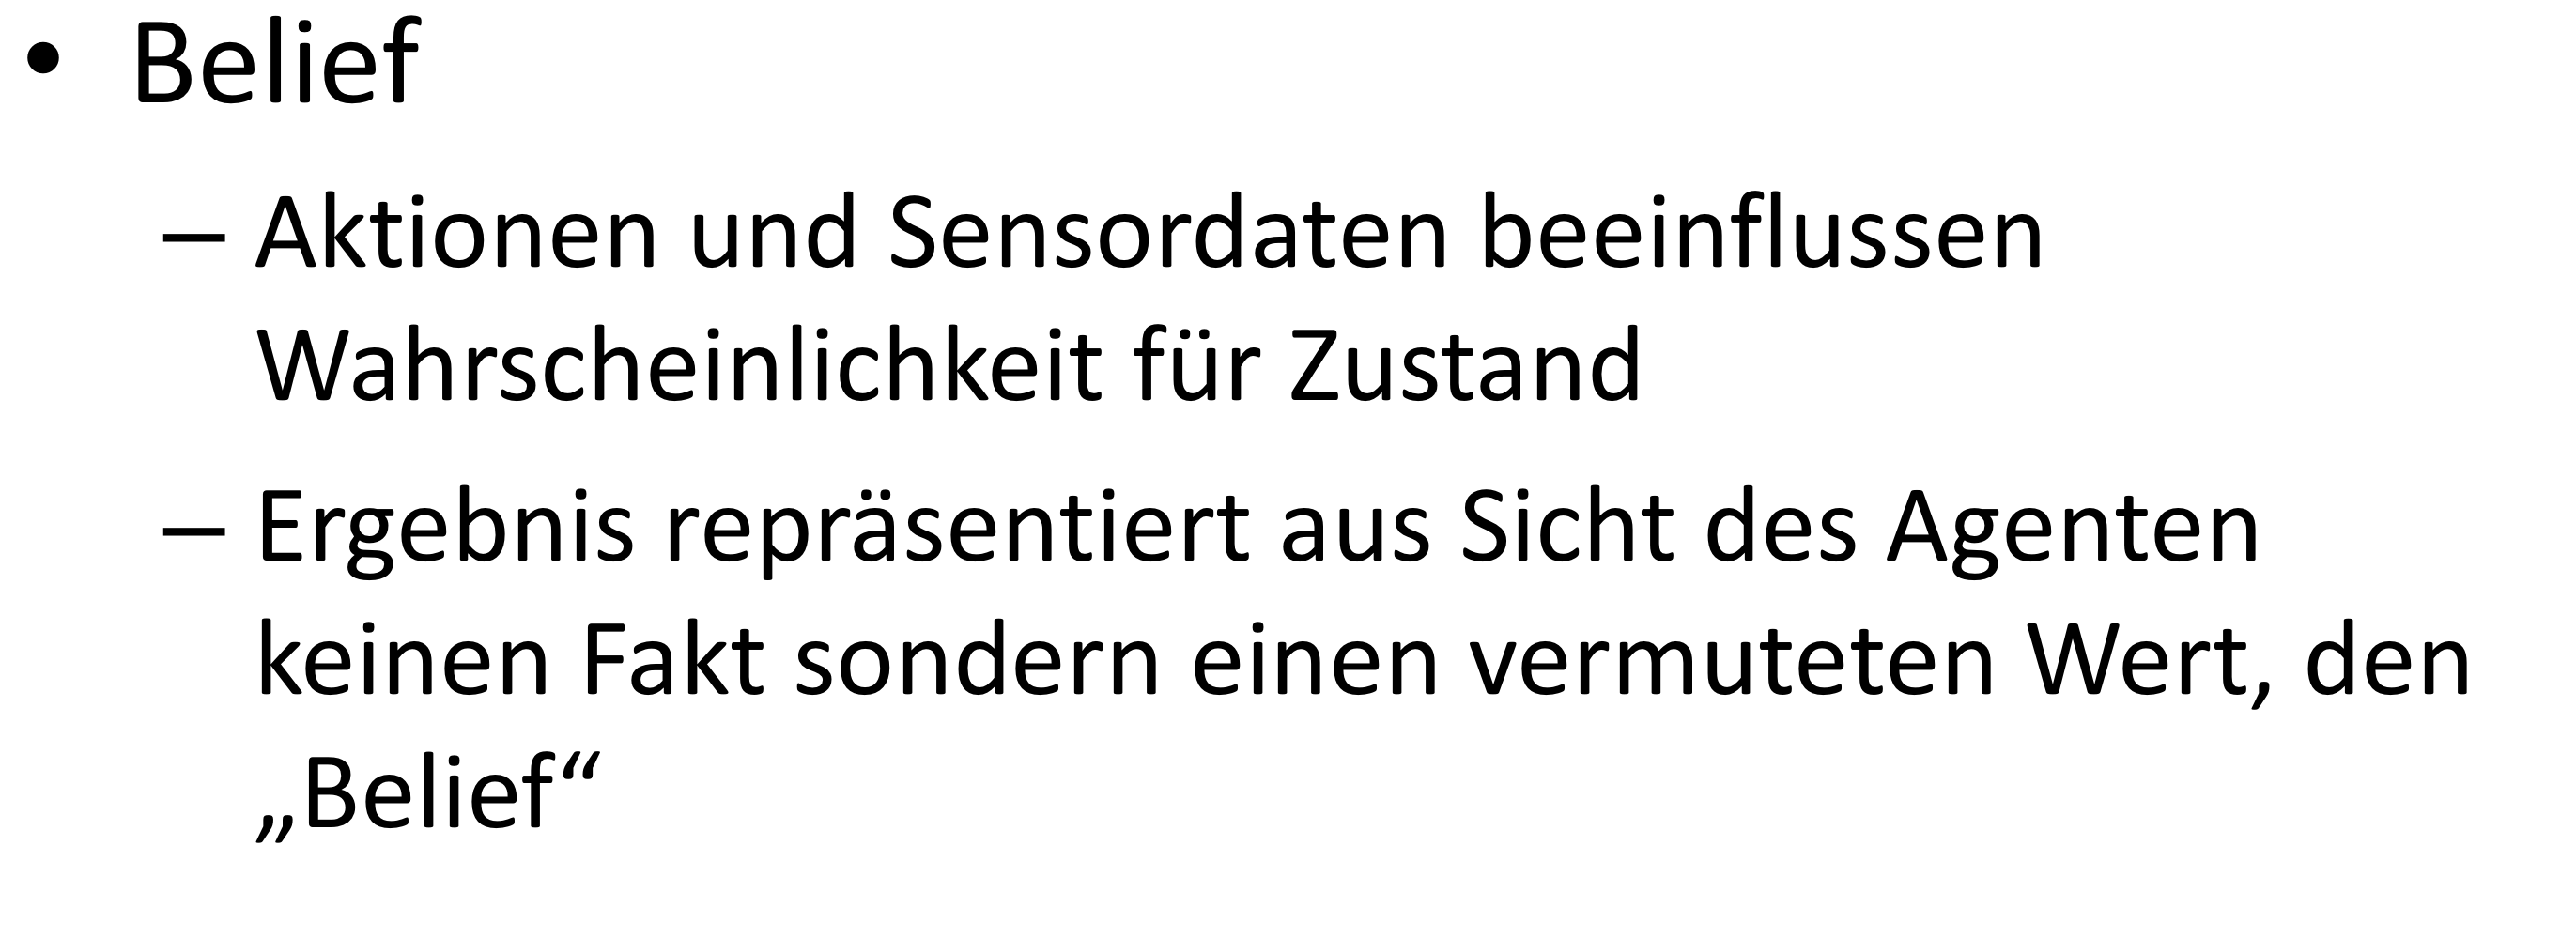 • Belief
– Aktionen und Sensordaten beeinflussen
Wahrscheinlichkeit für Zustand
– Ergebnis repräsentiert aus Sicht des Agenten
keinen Fakt sondern einen vermuteten Wert, den
„Belief“